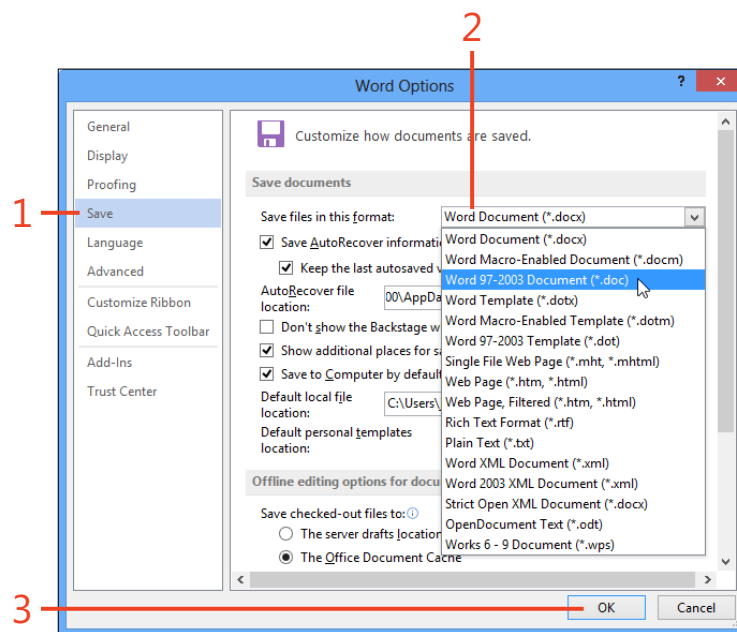 2
Word Options ? ×
General
Display
Proofing
1 Save
Language
Advanced
Customize Ribbon
Quick Access Toolbar
Add-Ins
Trust Center
Customize how documents are saved.
Save documents
Save files in this format: Word Document (*.docx)
Word Document (*.docx)
Word Macro-Enabled Document (*.docm)
Word 97-2003 Document (*.doc)
Word Template (*.dotx)
Word Macro-Enabled Template (*.dotm)
Word 97-2003 Template (*.dot)
Single File Web Page (*.mht, *.mhtml)
Web Page (*.htm, *.html)
Web Page, Filtered (*.htm, *.html)
Rich Text Format (*.rtf)
Plain Text (*.txt)
Word XML Document (*.xml)
Word 2003 XML Document (*.xml)
Strict Open XML Document (*.docx)
OpenDocument Text (*.odt)
Works 6 - 9 Document (*.wps)
Save AutoRecover informati
Keep the last autosaved v
AutoRecover file
location: 00\AppDa
Don't show the Backstage w
Show additional places for sa
Save to Computer by default
Default local file
location: C:\Users\
Default personal templates
location:
Offline editing options for docu
Save checked-out files to:
The server drafts location
The Office Document Cache
3 OK Cancel